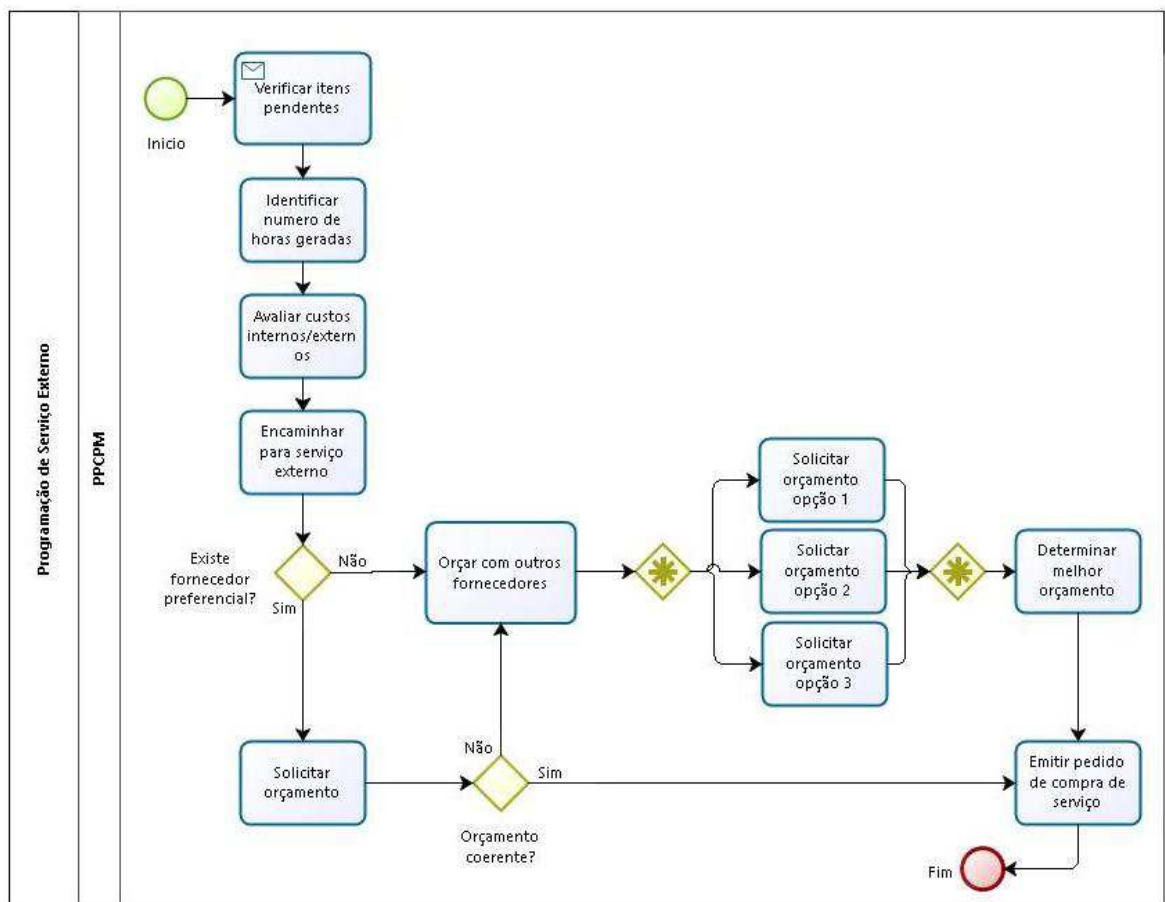 Programação de Serviço Externo
PPCPM
Inicio
Verificar itens
pendentes
Identificar
numero de
horas geradas
Avaliar custos
internos/extern
os
Encaminhar
para serviço
externo
Existe
fornecedor
preferencial?
Não
Sim
Orçar com outros
fornecedores
Solicitar
orçamento
opção 1
Solictar
orçamento
opção 2
Solicitar
orçamento
opção 3
Determinar
melhor
orçamento
Solicitar
orçamento
Não
Sim
Orçamento
coerente?
Emitir pedido
de compra de
serviço
Fim